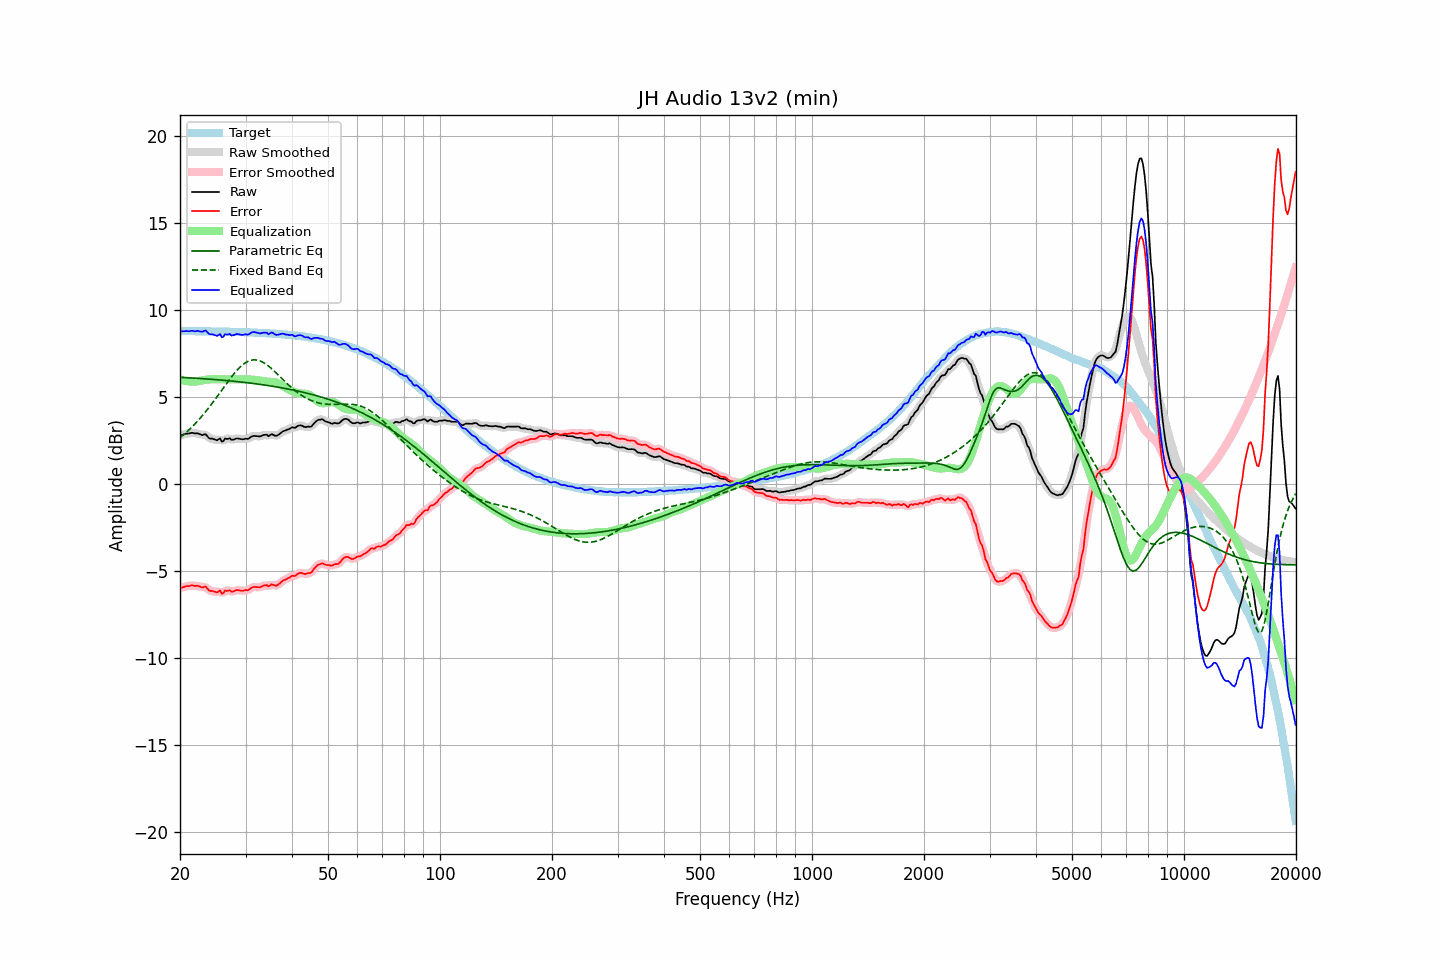 JH Audio 13v2 (min)
Target
Raw Smoothed
Error Smoothed
Raw
Error
Equalization
Parametric Eq
Fixed Band Eq
Equalized
20
15
10
5
0
−5
−10
−15
−20
Amplitude (dBr)
20 50 100 200 500 1000 2000 5000 10000 20000
Frequency (Hz)